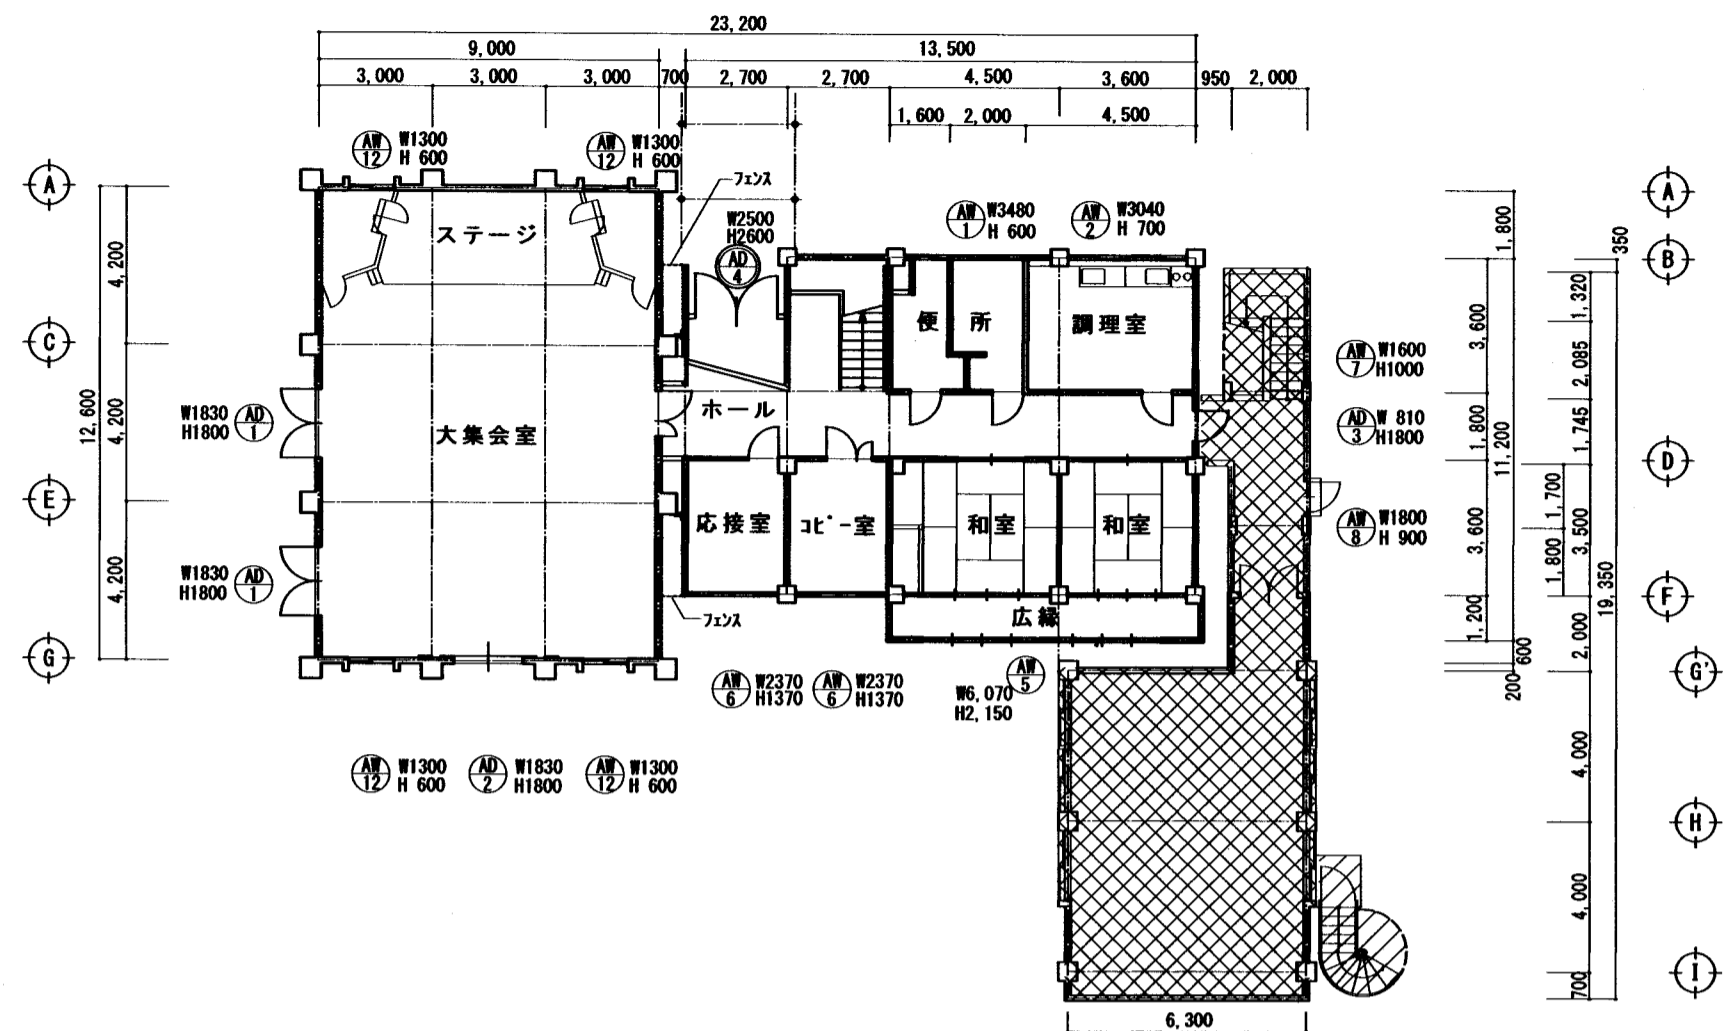 23,200
9,000
13,500
3,000
3,000
3,000
700
2,700
2,700
4,500
3,600
950
2,000
1,600
2,000
4,500
AW
12
W1300
H 600
AW
12
W1300
H 600
A
A
フェンス
W2500
H2600
AD
4
AW
1
W3480
H 600
AW
2
W3040
H 700
1,800
350
B
ステージ
4,200
便所
調理室
3,600
1,320
C
AW
7
W1600
H1000
2,085
12,600
W1830
H1800
AD
1
4,200
大集会室
ホール
AD
3
W 810
H1800
1,800
11,200
1,745
D
E
応接室
コピー室
和室
和室
AW
8
W1800
H 900
3,600
1,700
3,500
1,800
W1830
H1800
AD
1
4,200
フェンス
広縁
1,200
19,350
F
2,000
600
G
AW
6
W2370
H1370
AW
6
W2370
H1370
AW
5
W6,070
H2,150
200
G'
AW
12
W1300
H 600
AD
2
W1830
H1800
AW
12
W1300
H 600
4,000
H
4,000
700
I
6,300